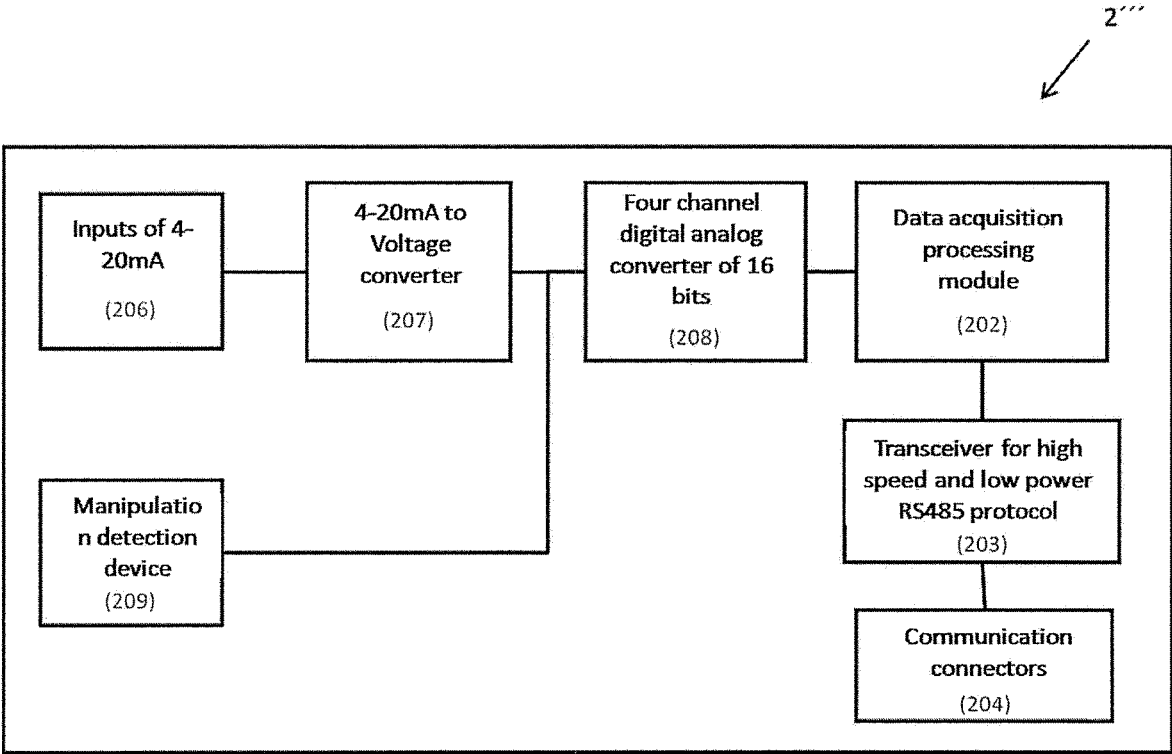 2´´´
Inputs of 4-
20mA
(206)
4-20mA to
Voltage
converter
(207)
Four channel
digital analog
converter of 16
bits
(208)
Data acquisition
processing
module
(202)
Transceiver for high
speed and low power
RS485 protocol
(203)
Manipulatio
n detection
device
(209)
Communication
connectors
(204)